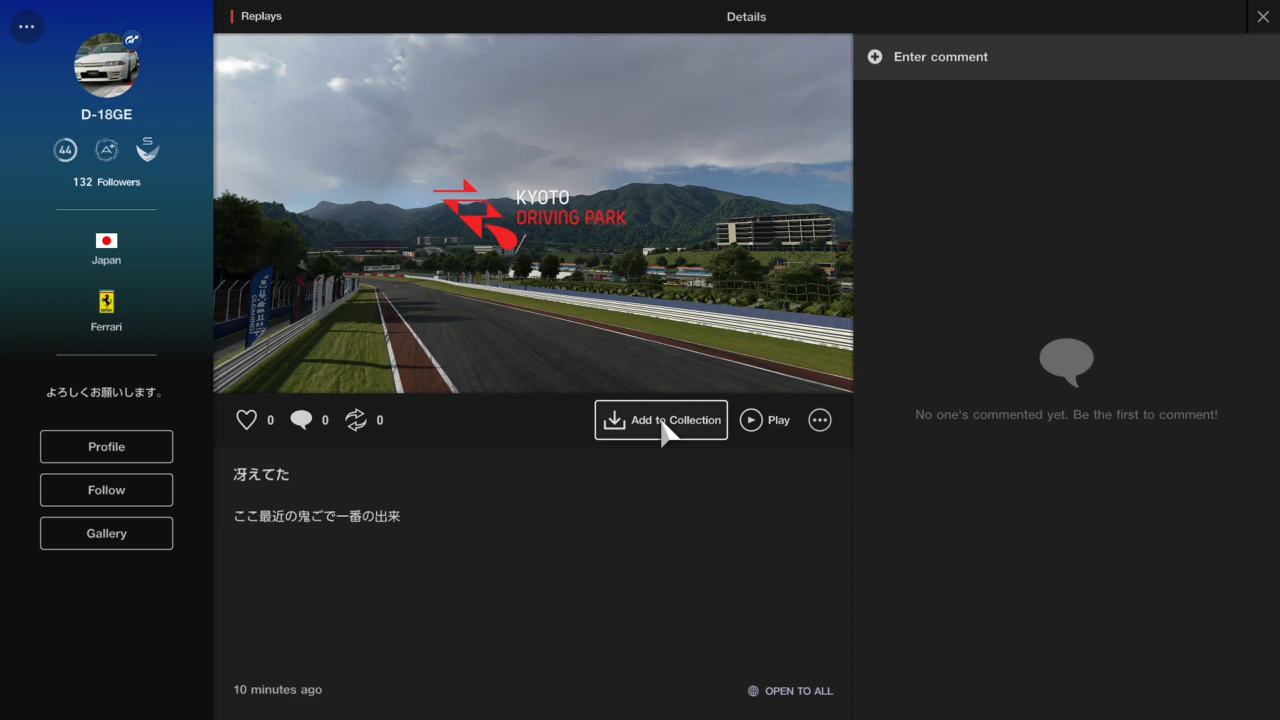 Replays
Details
D-18GE
44
A+
S
132 Followers
Japan
Ferrari
よろしくお願いします。
Profile
Follow
Gallery
KYOTO
DRIVING PARK
0
0
0
Add to Collection
Play
冴えてた
ここ最近の鬼ごで一番の出来
10 minutes ago
OPEN TO ALL
Enter comment
No one's commented yet. Be the first to comment!